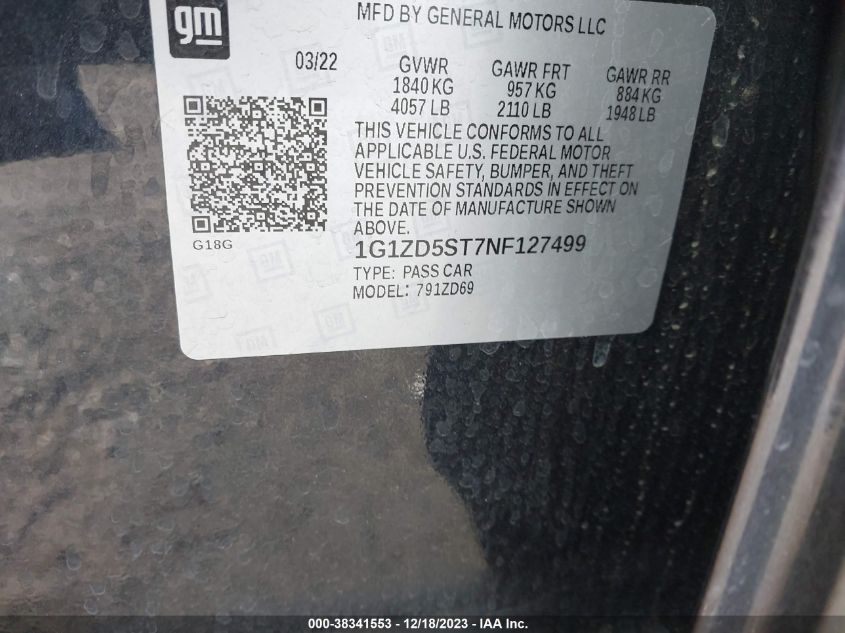 gm
MFD BY GENERAL MOTORS LLC
03/22 GVWR GAWR FRT GAWR RR
1840 KG 957 KG 884 KG
4057 LB 2110 LB 1948 LB
THIS VEHICLE CONFORMS TO ALL
APPLICABLE U.S. FEDERAL MOTOR
VEHICLE SAFETY, BUMPER, AND THEFT
PREVENTION STANDARDS IN EFFECT ON
THE DATE OF MANUFACTURE SHOWN
ABOVE.
G18G
1G1ZD5ST7NF127499
TYPE: PASS CAR
MODEL: 791ZD69
000-38341553 - 12/18/2023 - IAA Inc.